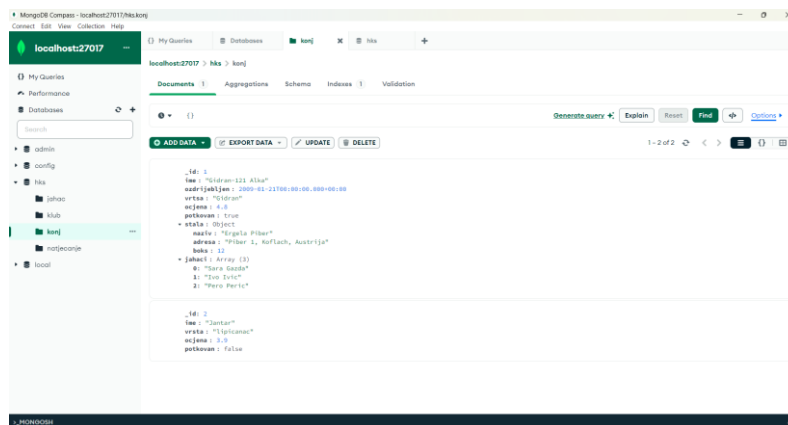 MongoDB Compass - localhost:27017/hks.konj
Connect Edit View Collection Help
localhost:27017 ...
{} My Queries Databases konj hks +
localhost:27017 > hks > konj
{} My Queries
Performance
Databases
Search
admin
config
hks
jahac
klub
konj ...
natjecanje
local
Documents 1 Aggregations Schema Indexes 1 Validation
{}
Generate query Explain Reset Find </> Options
ADD DATA EXPORT DATA UPDATE DELETE
1 – 2 of 2 {}
_id: 1
ime : "Gidran-121 Alka"
ozdrijebljen : 2009-01-21T00:00:00.000+00:00
vrtsa : "Gidran"
ocjena : 4.8
potkovan : true
stala : Object
naziv : "Ergela Piber"
adresa : "Piber 1, Koflach, Austrija"
boks : 12
jahaci : Array (3)
0: "Sara Gazda"
1: "Ivo Ivic"
2: "Pero Peric"
_id: 2
ime : "Jantar"
vrsta : "lipicanac"
ocjena : 3.9
potkovan : false
>_MONGOSH